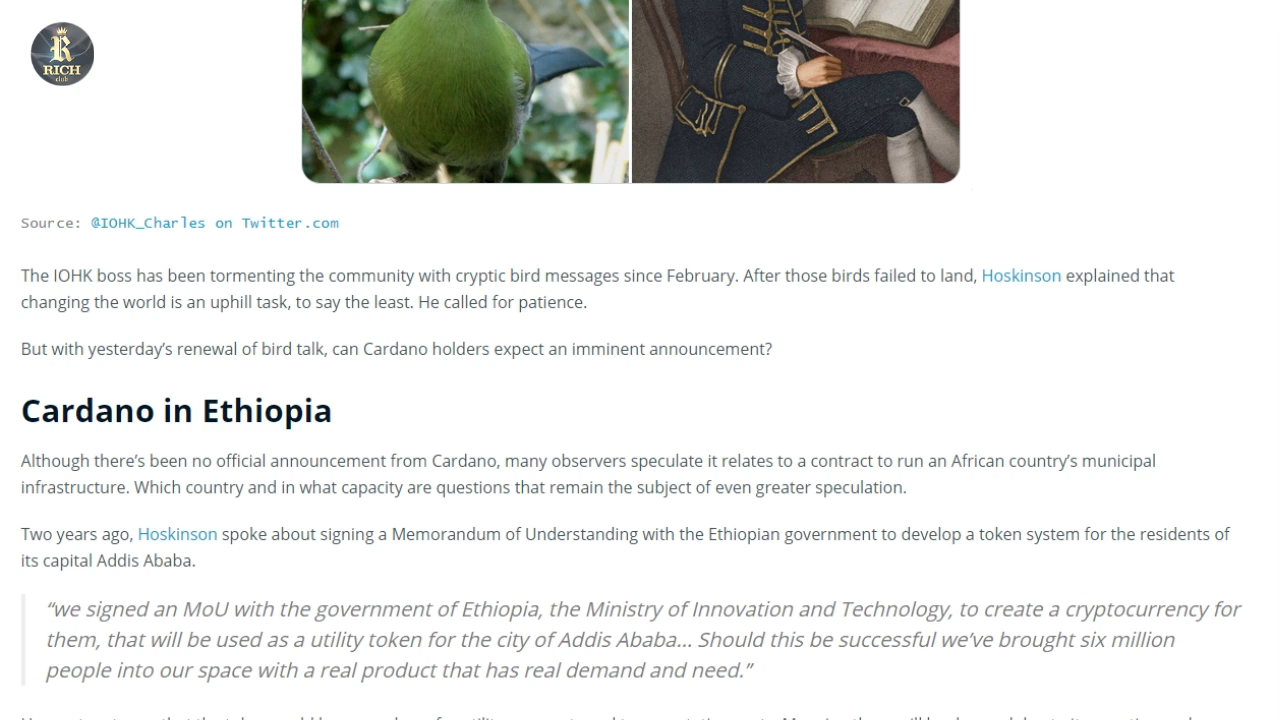 R
RICH
club
Source: @IOHK_Charles on Twitter.com
The IOHK boss has been tormenting the community with cryptic bird messages since February. After those birds failed to land, Hoskinson explained that
changing the world is an uphill task, to say the least. He called for patience.
But with yesterday’s renewal of bird talk, can Cardano holders expect an imminent announcement?
Cardano in Ethiopia
Although there’s been no official announcement from Cardano, many observers speculate it relates to a contract to run an African country’s municipal
infrastructure. Which country and in what capacity are questions that remain the subject of even greater speculation.
Two years ago, Hoskinson spoke about signing a Memorandum of Understanding with the Ethiopian government to develop a token system for the residents of
its capital Addis Ababa.
“we signed an MoU with the government of Ethiopia, the Ministry of Innovation and Technology, to create a cryptocurrency for
them, that will be used as a utility token for the city of Addis Ababa… Should this be successful we’ve brought six million
people into our space with a real product that has real demand and need.”